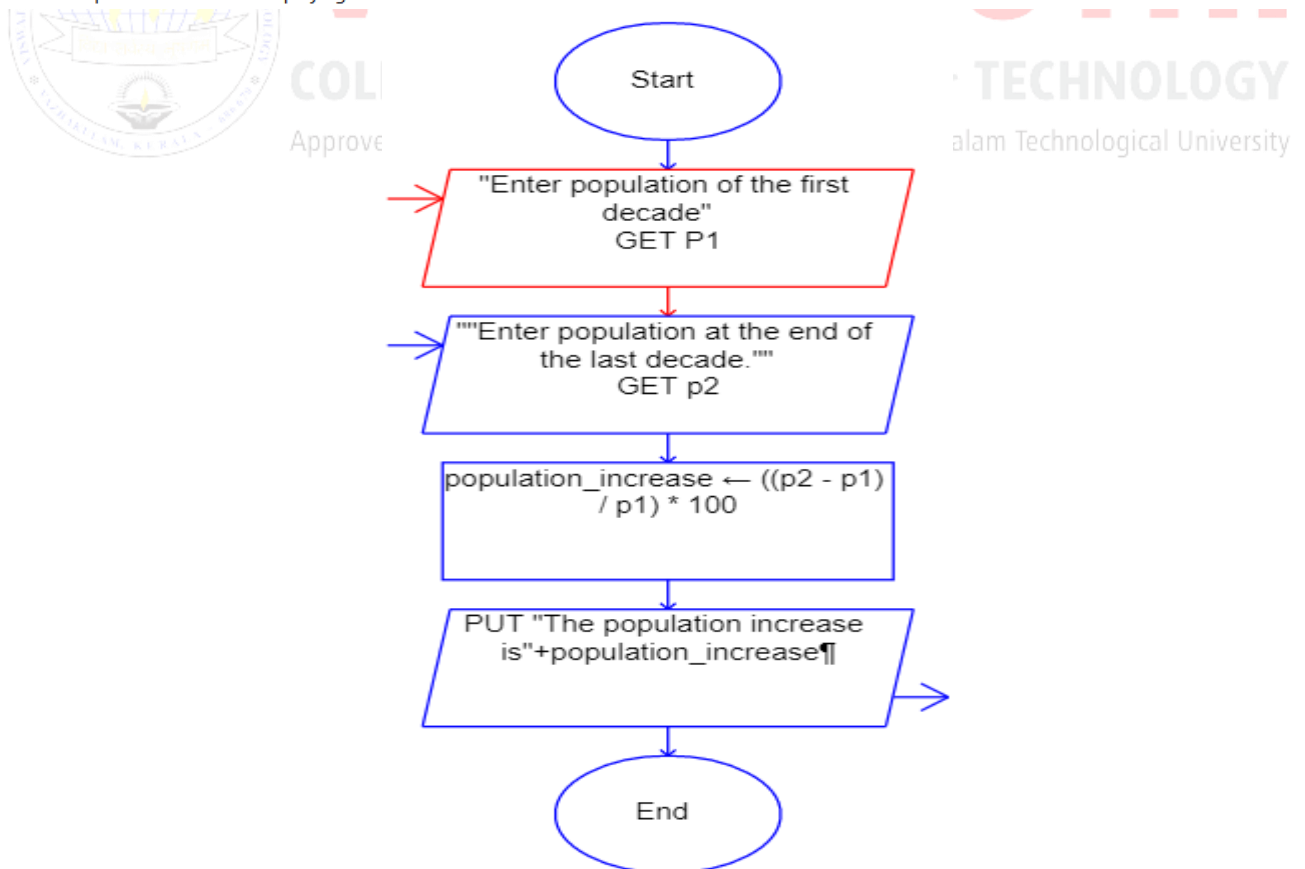 COL
TECHNOLOGY
Approve
alam Technological University
Start
"Enter population of the first
decade"
GET P1
""Enter population at the end of
the last decade.""
GET p2
population_increase ← ((p2 - p1)
/ p1) * 100
PUT "The population increase
is"+population_increase¶
End